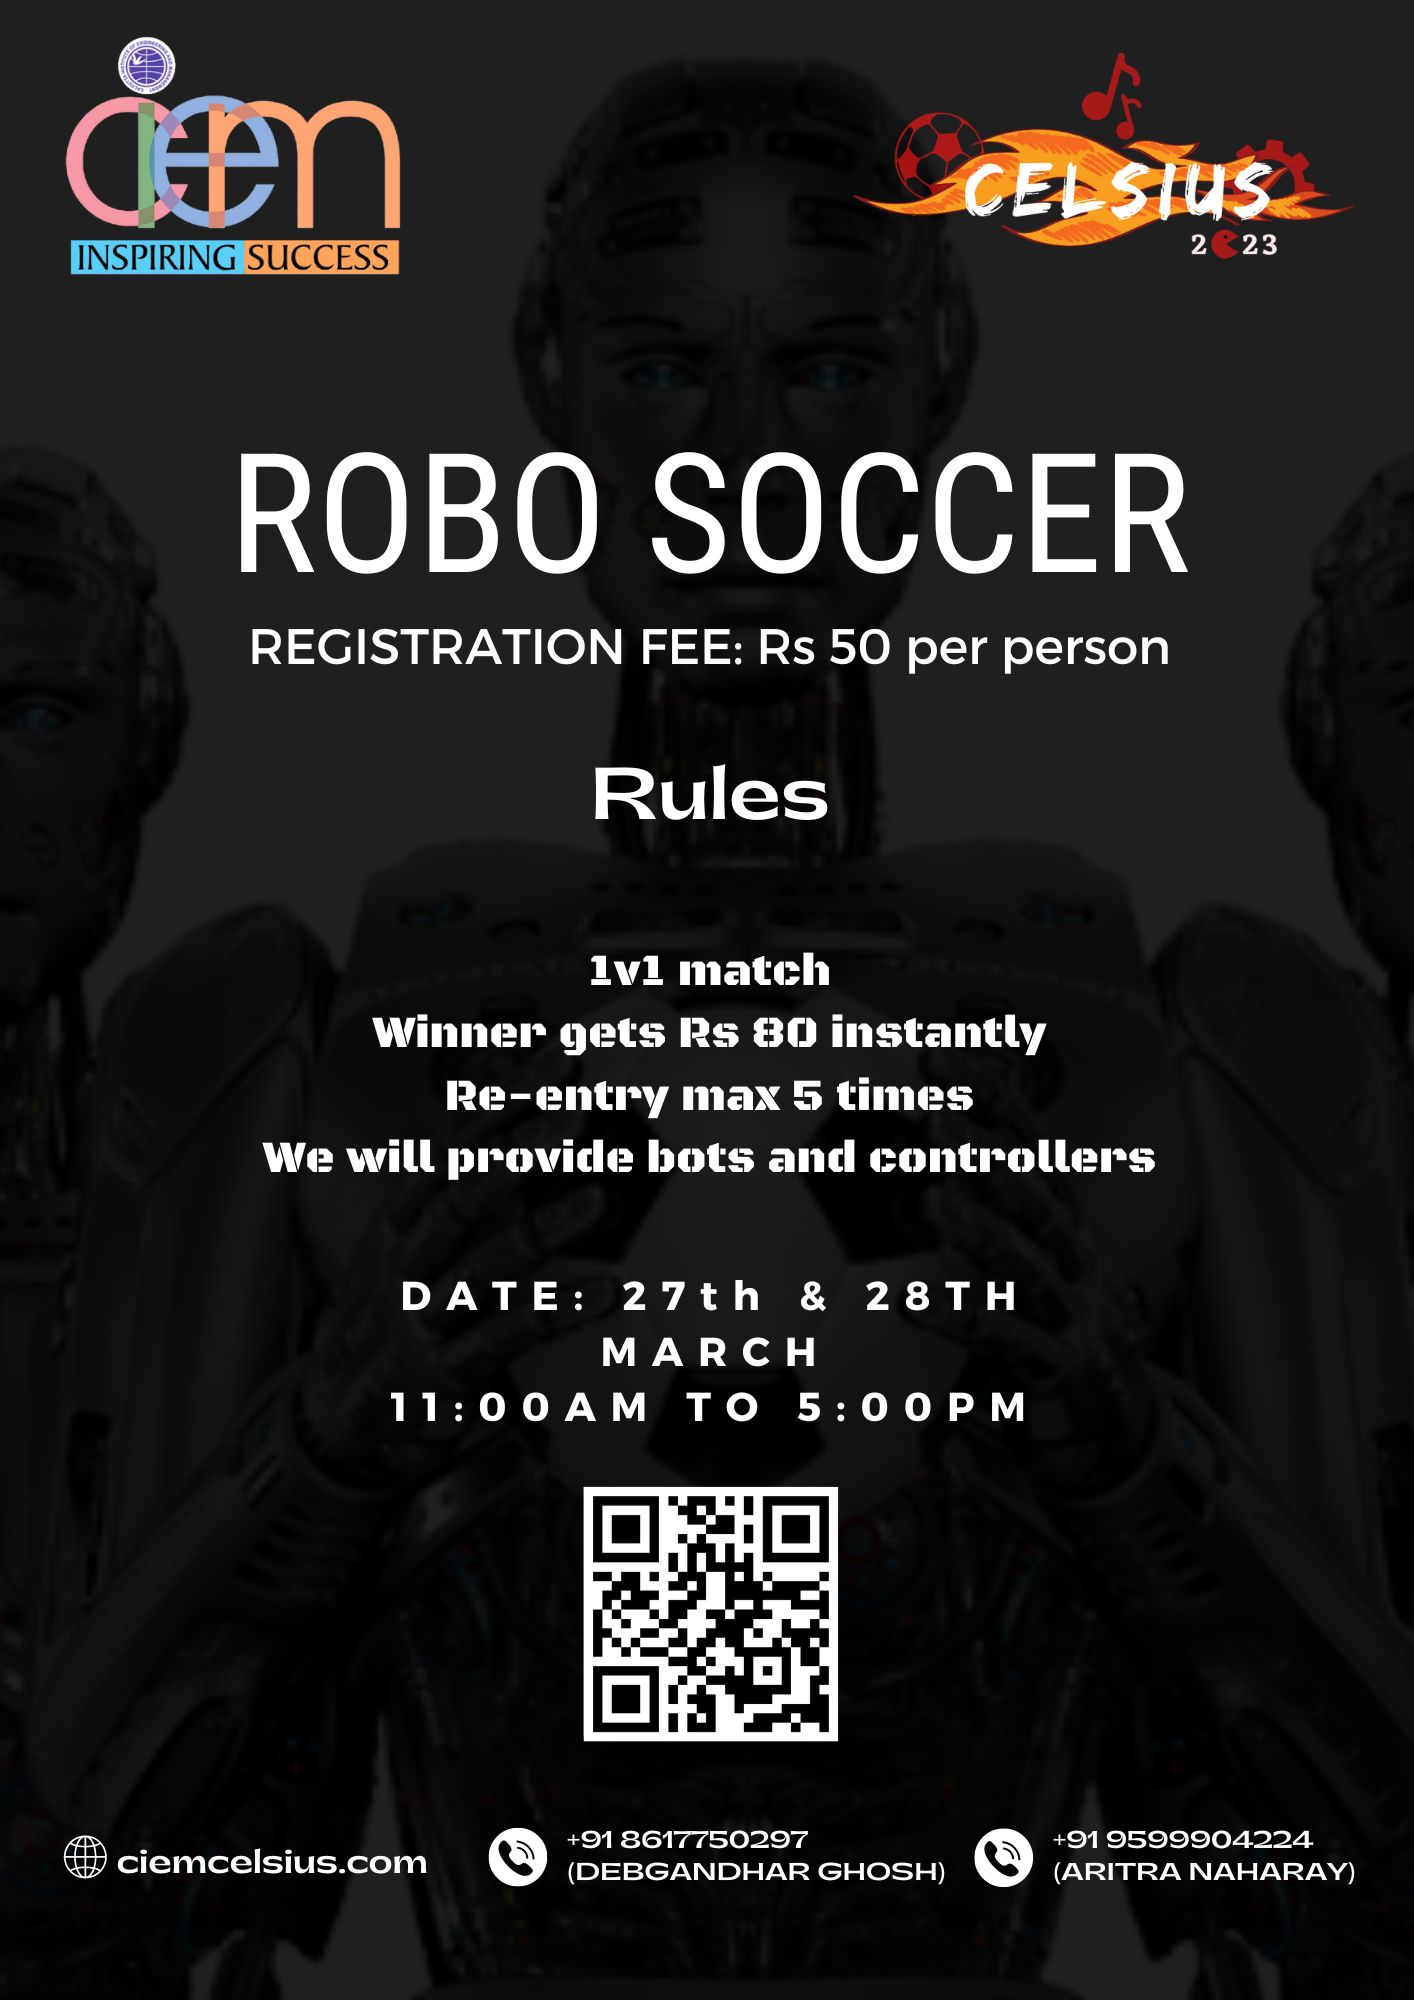 ciem
INSPIRING SUCCESS
CELSIUS
2023
ROBO SOCCER
REGISTRATION FEE: Rs 50 per person
Rules
1v1 match
Winner gets Rs 80 instantly
Re-entry max 5 times
We will provide bots and controllers
DATE: 27th & 28TH
MARCH
11:00AM TO 5:00PM
ciemcelsius.com
+91 8617750297
(DEBGANDHAR GHOSH)
+91 9599904224
(ARITRA NAHARAY)